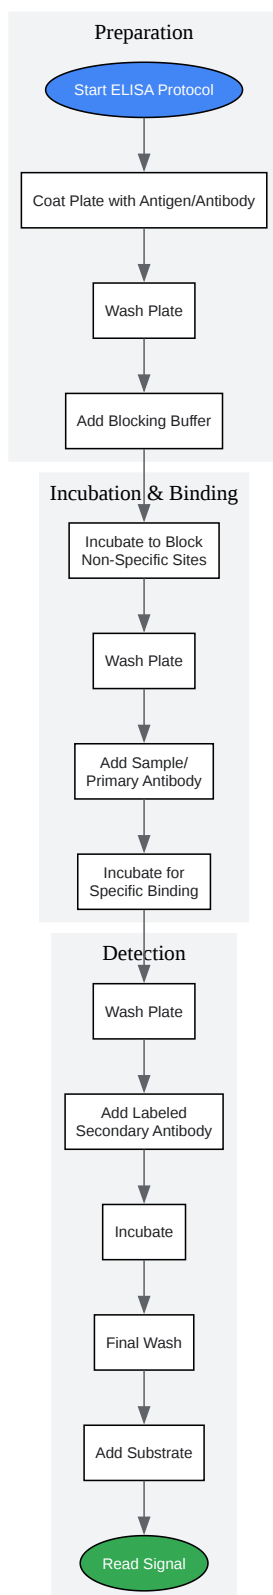 Preparation
Start ELISA Protocol
Coat Plate with Antigen/Antibody
Wash Plate
Add Blocking Buffer
Incubation & Binding
Incubate to Block
Non-Specific Sites
Wash Plate
Add Sample/
Primary Antibody
Incubate for
Specific Binding
Detection
Wash Plate
Add Labeled
Secondary Antibody
Incubate
Final Wash
Add Substrate
Read Signal